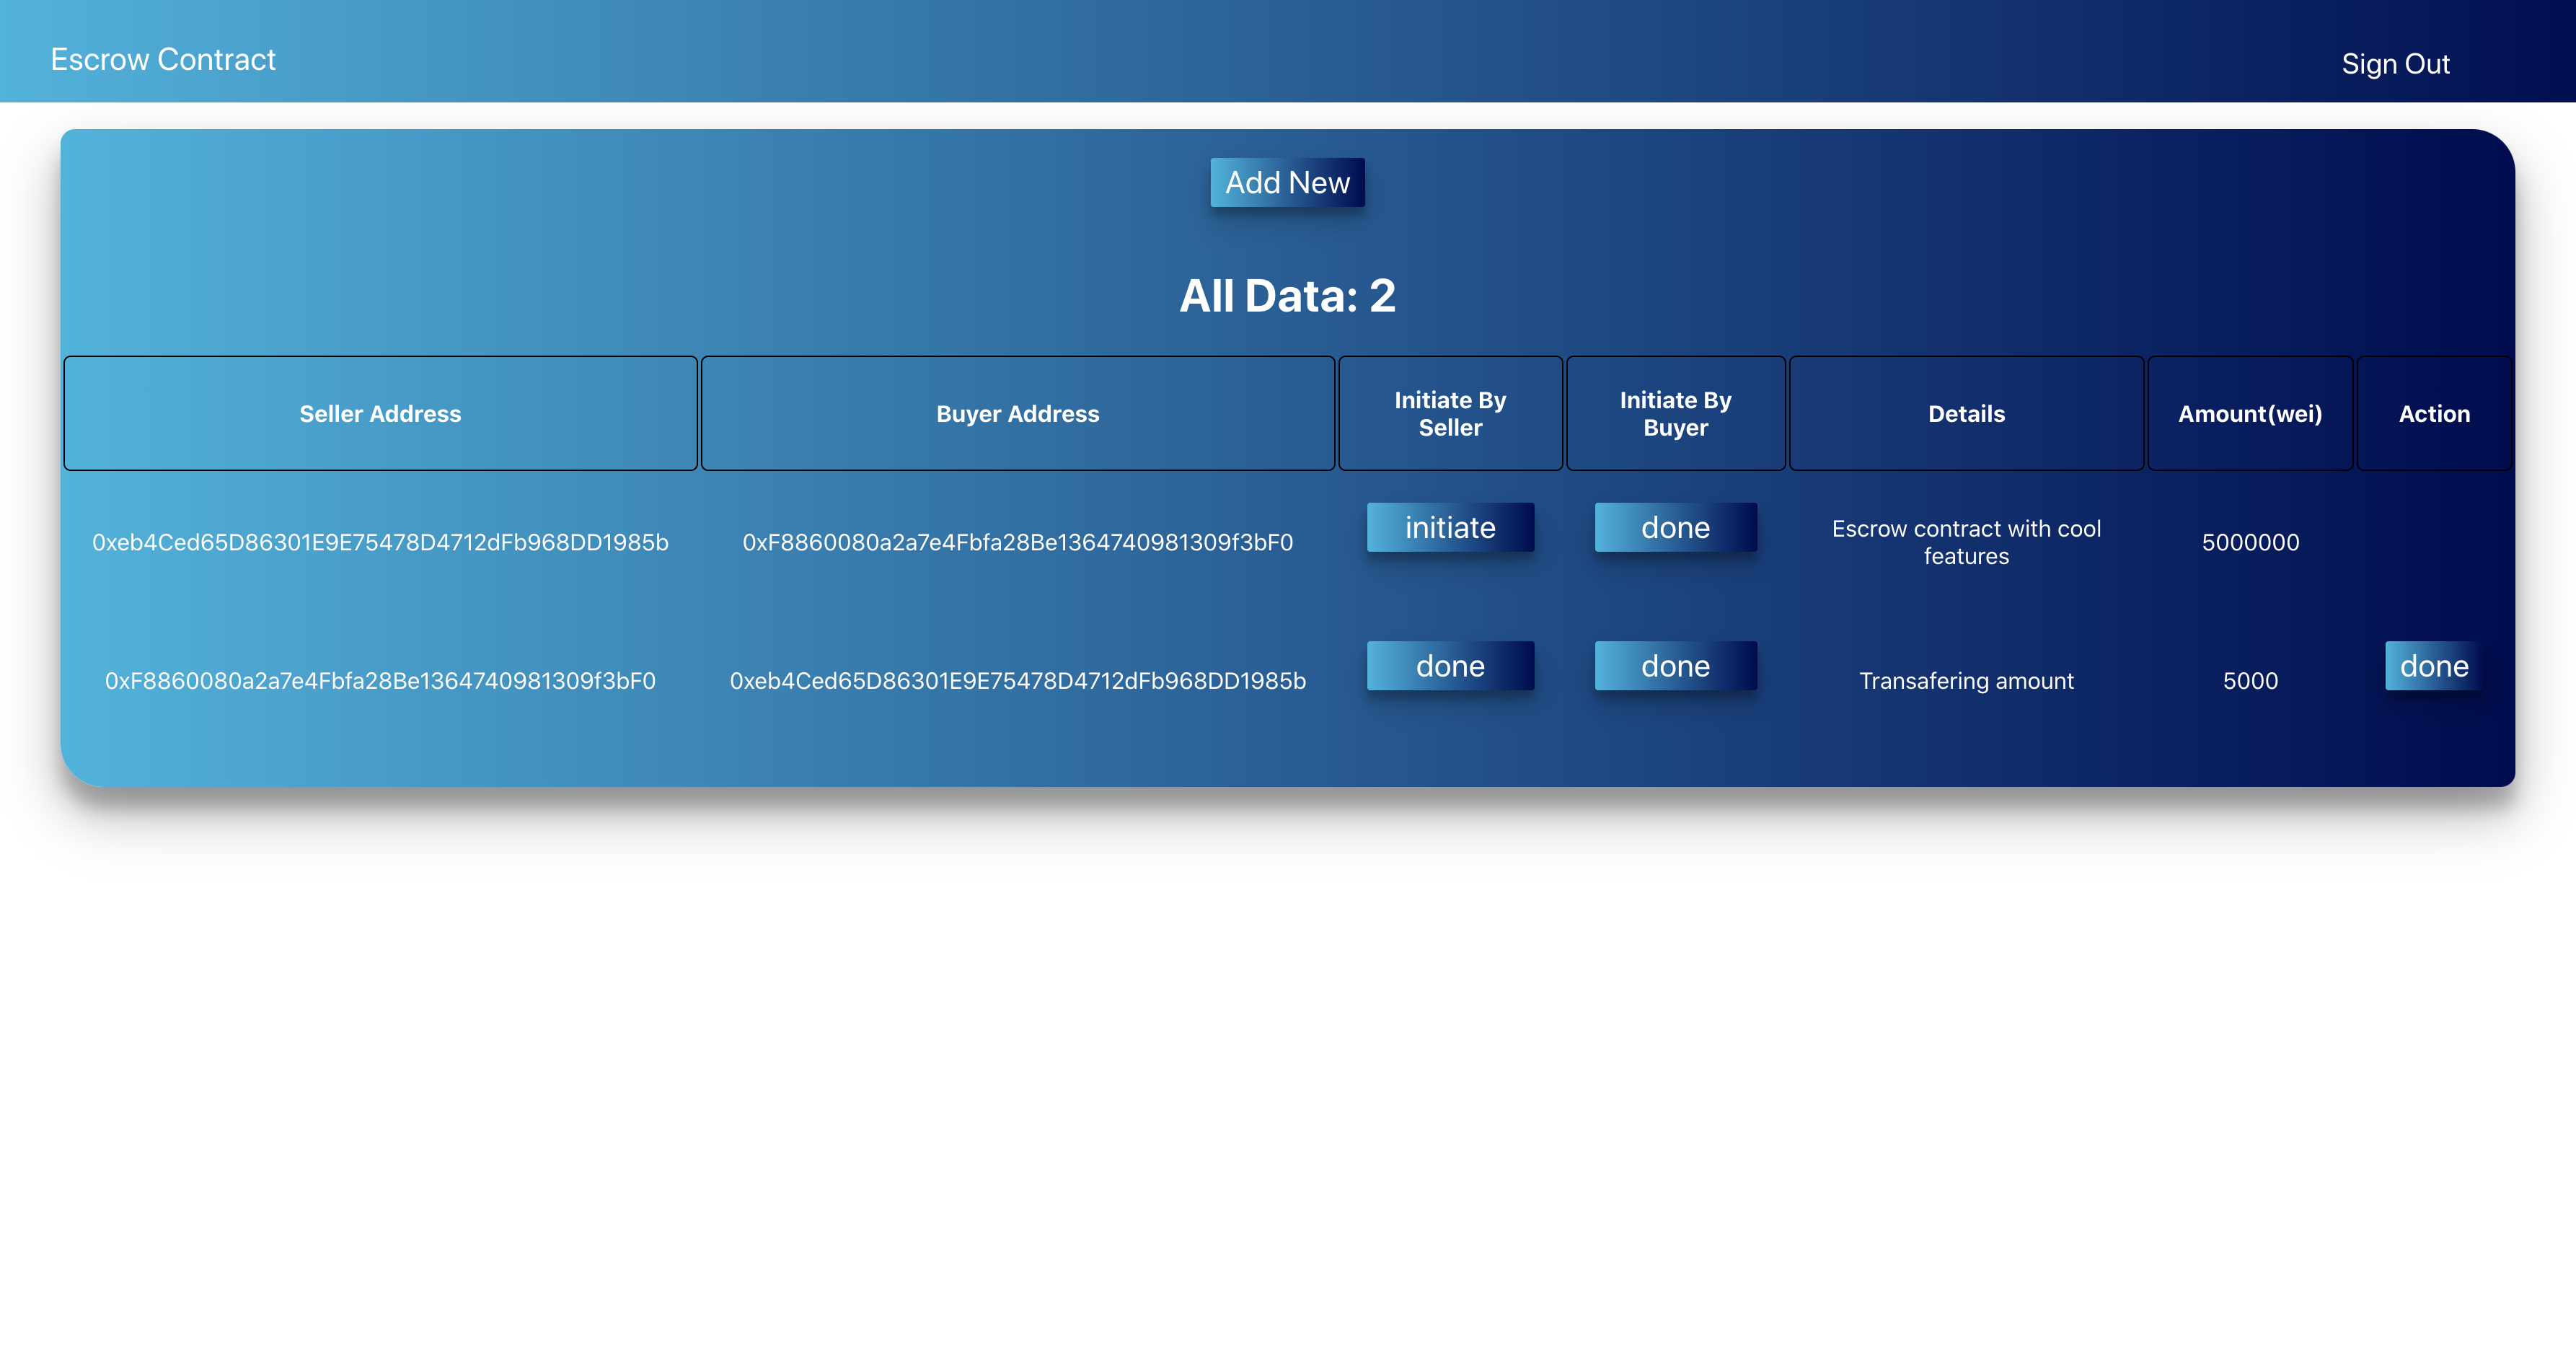 Escrow Contract
Sign Out
Add New
All Data: 2
Seller Address
Buyer Address
Initiate By
Seller
Initiate By
Buyer
Details
Amount(wei)
Action
0xeb4Ced65D86301E9E75478D4712dFb968DD1985b
0xF8860080a2a7e4Fbfa28Be1364740981309f3bF0
initiate
done
Escrow contract with cool
features
5000000
0xF8860080a2a7e4Fbfa28Be1364740981309f3bF0
0xeb4Ced65D86301E9E75478D4712dFb968DD1985b
done
done
Transafering amount
5000
done